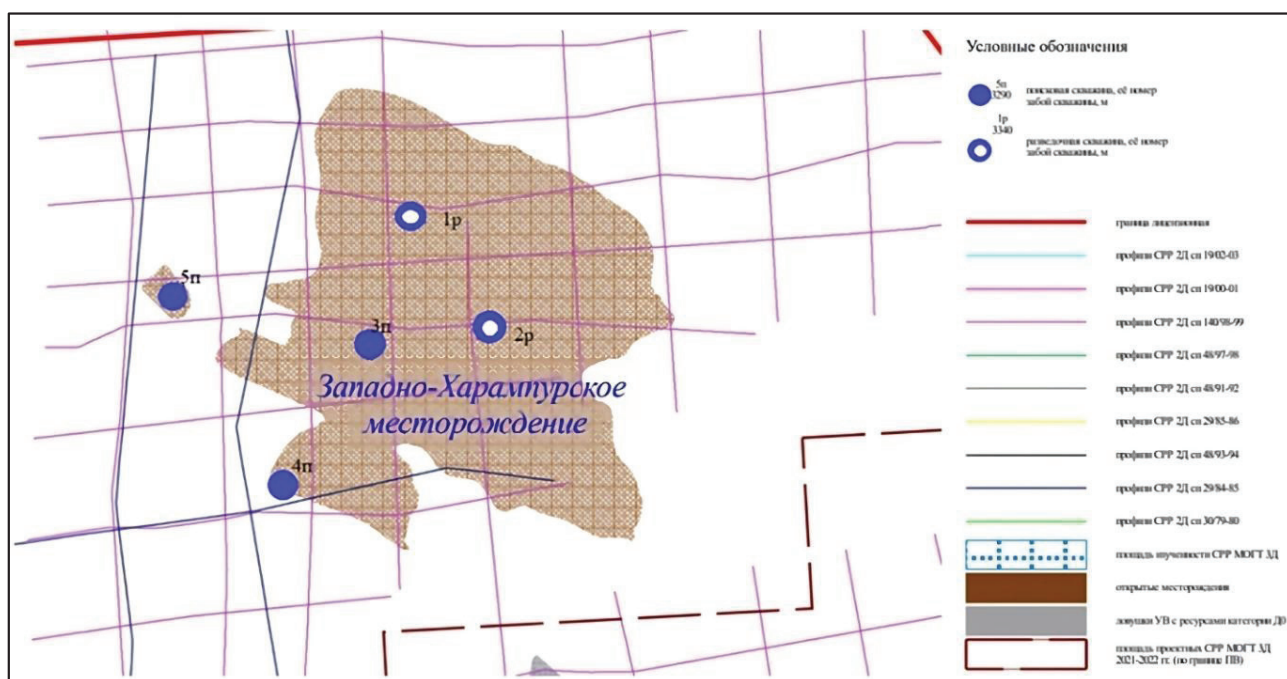 1р
5п
3п
2р
Западно-Харампурское
месторождение
4п
Условные обозначения
5п
3290
поисковая скважина, её номер
забой скважины, м
1р
3340
разведочная скважина, её номер
забой скважины, м
граница лицензионная
профили СРР 2Д сп 19/02-03
профили СРР 2Д сп 19/00-01
профили СРР 2Д сп 140/98-99
профили СРР 2Д сп 48/97-98
профили СРР 2Д сп 48/91-92
профили СРР 2Д сп 29/85-86
профили СРР 2Д сп 48/93-94
профили СРР 2Д сп 29/84-85
профили СРР 2Д сп 30/79-80
площадь изученности СРР МОГТ 3Д
открытые месторождения
ловушки УВ с ресурсами категории Д0
площадь проектных СРР МОГТ 3Д
2021-2022 гг. (по границе ПВ)